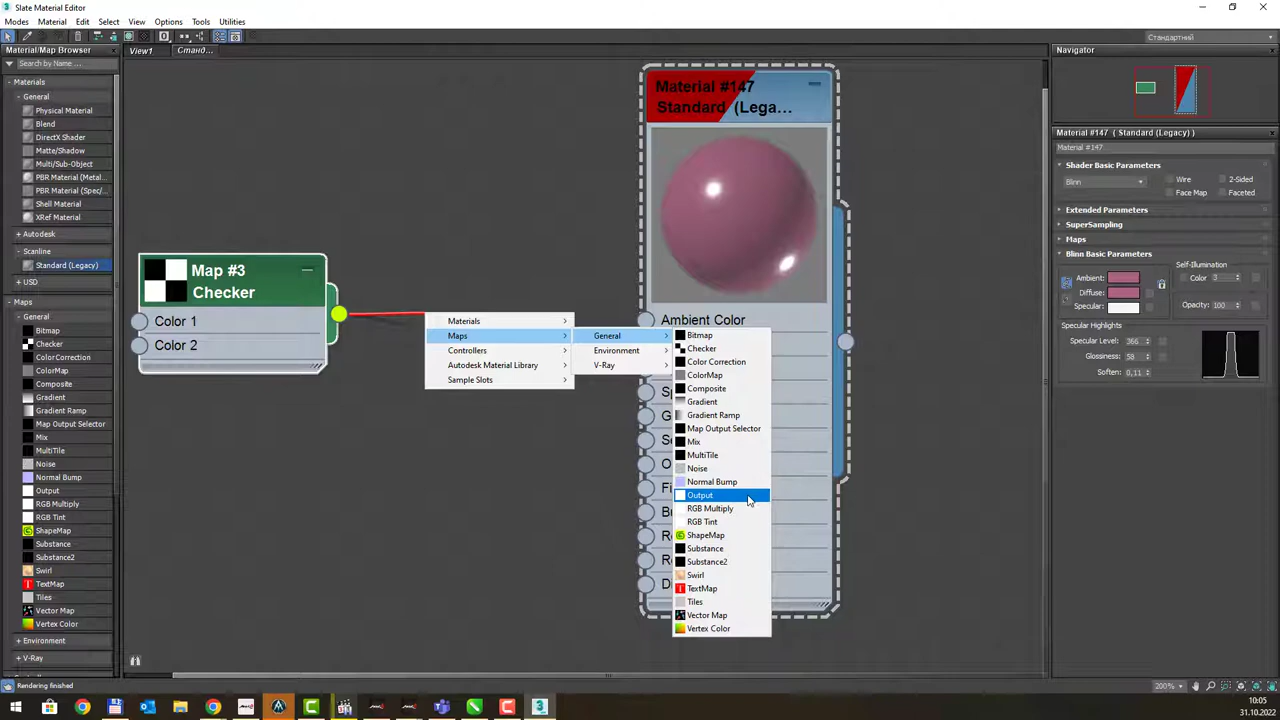 Slate Material Editor
Modes Material Edit Select View Options Tools Utilities
Стандартний
Material/Map Browser
View1
Станд...
Navigator
Search by Name ...
Materials
General
Physical Material
Blend
DirectX Shader
Matte/Shadow
Multi/Sub-Object
PBR Material (Metal...
PBR Material (Spec/...
Shell Material
XRef Material
Autodesk
Scanline
Standard (Legacy)
USD
Maps
General
Bitmap
Checker
Color Correction
ColorMap
Composite
Gradient
Gradient Ramp
Map Output Selector
Mix
MultiTile
Noise
Normal Bump
Output
RGB Multiply
RGB Tint
ShapeMap
Substance
Substance2
Swirl
TextMap
Tiles
Vector Map
Vertex Color
Environment
V-Ray
Rendering finished
Map #3
Checker
Color 1
Color 2
Material #147
Standard (Lega...
Ambient Color
Materials
Maps
Controllers
Autodesk Material Library
Sample Slots
General
Environment
V-Ray
Bitmap
Checker
Color Correction
ColorMap
Composite
Gradient
Gradient Ramp
Map Output Selector
Mix
MultiTile
Noise
Normal Bump
Output
RGB Multiply
RGB Tint
ShapeMap
Substance
Substance2
Swirl
TextMap
Tiles
Vector Map
Vertex Color
Material #147 ( Standard (Legacy) )
Material #147
Shader Basic Parameters
Blinn
Wire
2-Sided
Face Map
Faceted
Extended Parameters
SuperSampling
Maps
Blinn Basic Parameters
Self-Illumination
Ambient:
Color 3
Diffuse:
Specular:
Opacity: 100
Specular Highlights
Specular Level: 366
Glossiness: 58
Soften: 0,11
200%
10:05
31.10.2022